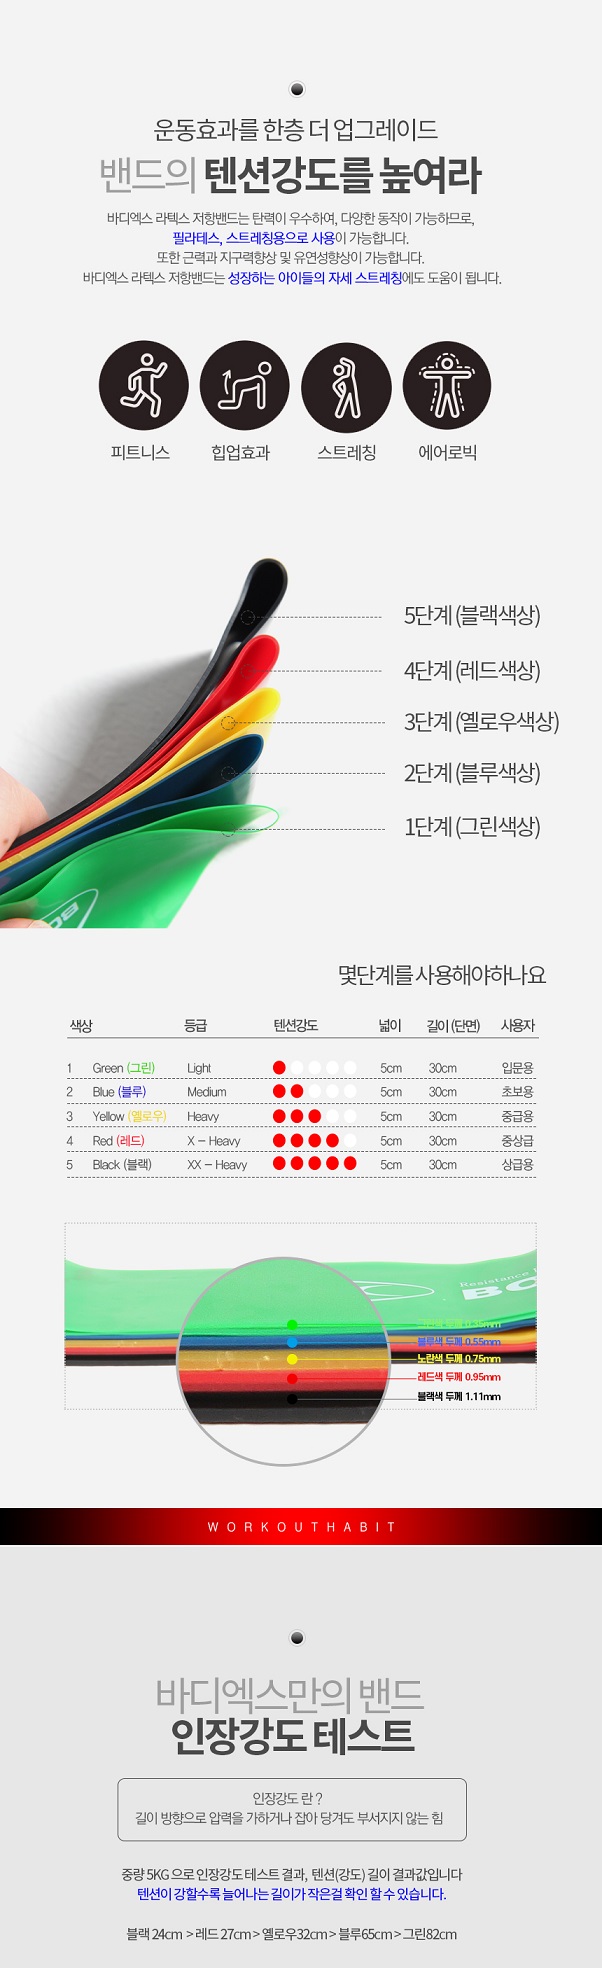 운동효과를 한층 더 업그레이드
밴드의 텐션강도를 높여라
바디엑스 라텍스 저항밴드는 탄력이 우수하여, 다양한 동작이 가능하므로,
필라테스, 스트레칭용으로 사용이 가능합니다.
또한 근력과 지구력향상 및 유연성향상이 가능합니다.
바디엑스 라텍스 저항밴드는 성장하는 아이들의 자세 스트레칭에도 도움이 됩니다.
피트니스 힙업효과 스트레칭 에어로빅
5단계 (블랙색상)
4단계 (레드색상)
3단계 (옐로우색상)
2단계 (블루색상)
1단계 (그린색상)
몇단계를 사용해야하나요
색상 등급 텐션강도 넓이 길이 (단면) 사용자
1 Green (그린) Light 5cm 30cm 입문용
2 Blue (블루) Medium 5cm 30cm 초보용
3 Yellow (옐로우) Heavy 5cm 30cm 중급용
4 Red (레드) X - Heavy 5cm 30cm 중상급
5 Black (블랙) XX - Heavy 5cm 30cm 상급용
Resistance
BO
두께 0.35mm
블루색 두께 0.55mm
노란색 두께 0.75mm
레드색 두께 0.95mm
블랙색 두께 1.11mm
WORKOUTHABIT
바디엑스만의 밴드
인장강도 테스트
인장강도 란 ?
길이 방향으로 압력을 가하거나 잡아 당겨도 부서지지 않는 힘
중량 5KG 으로 인장강도 테스트 결과, 텐션(강도) 길이 결과값입니다
텐션이 강할수록 늘어나는 길이가 작은걸 확인 할 수 있습니다.
블랙 24cm > 레드 27cm > 옐로우32cm > 블루65cm > 그린82cm